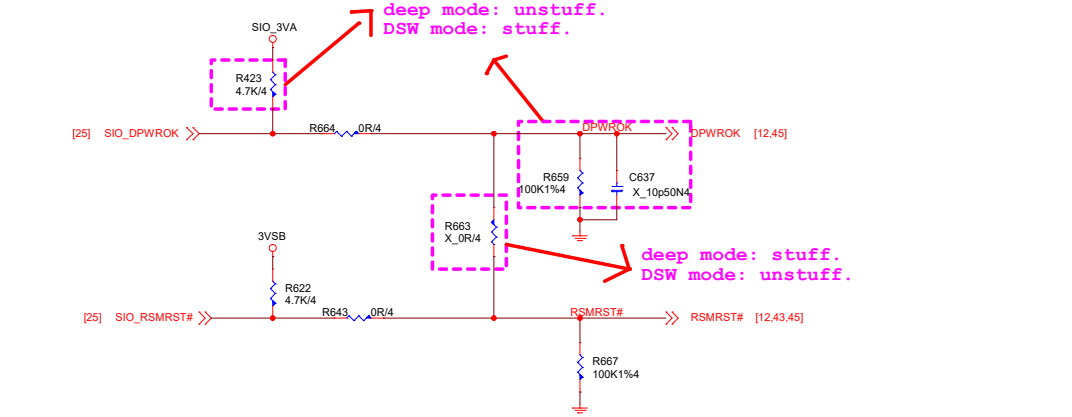 deep mode: unstuff.
DSW mode: stuff.
SIO_3VA
R423
4.7K/4
[25] SIO_DPWROK
R664 0R/4
DPWROK
DPWROK [12,45]
R659
100K1%4
C637
X_10p50N4
R663
X_0R/4
3VSB
deep mode: stuff.
DSW mode: unstuff.
R622
4.7K/4
[25] SIO_RSMRST#
R643 0R/4
RSMRST#
RSMRST# [12,43,45]
R667
100K1%4